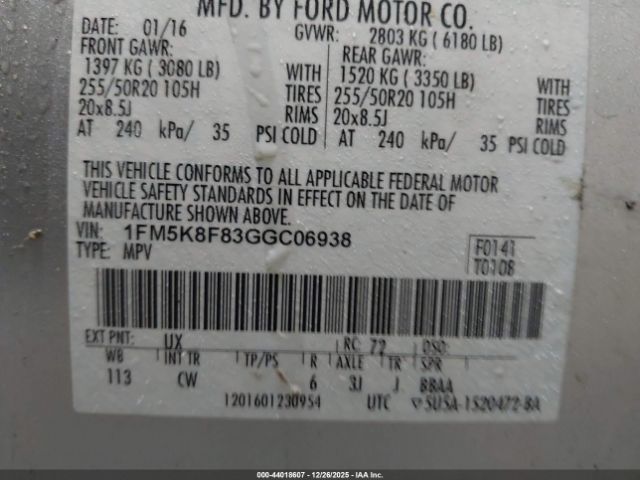 MFD. BY FORD MOTOR CO.
DATE: 01/16 GVWR: 2803 KG ( 6180 LB)
FRONT GAWR: REAR GAWR:
1397 KG ( 3080 LB) WITH 1520 KG ( 3350 LB) WITH
255/50R20 105H TIRES 255/50R20 105H TIRES
20x8.5J RIMS 20x8.5J RIMS
AT 240 kPa/ 35 PSI COLD AT 240 kPa/ 35 PSI COLD
THIS VEHICLE CONFORMS TO ALL APPLICABLE FEDERAL MOTOR
VEHICLE SAFETY STANDARDS IN EFFECT ON THE DATE OF
MANUFACTURE SHOWN ABOVE.
VIN: 1FM5K8F83GGC06938
TYPE: MPV
F0141
T0108
EXT PNT: UX RC: 72 DSO:
WB INT TR TP/PS R AXLE TR SPR
113 CW 6 3J J BBAA
1201601230954 UTC ▽5U5A-1520472-BA
000-44018607 - 12/26/2025 - IAA Inc.